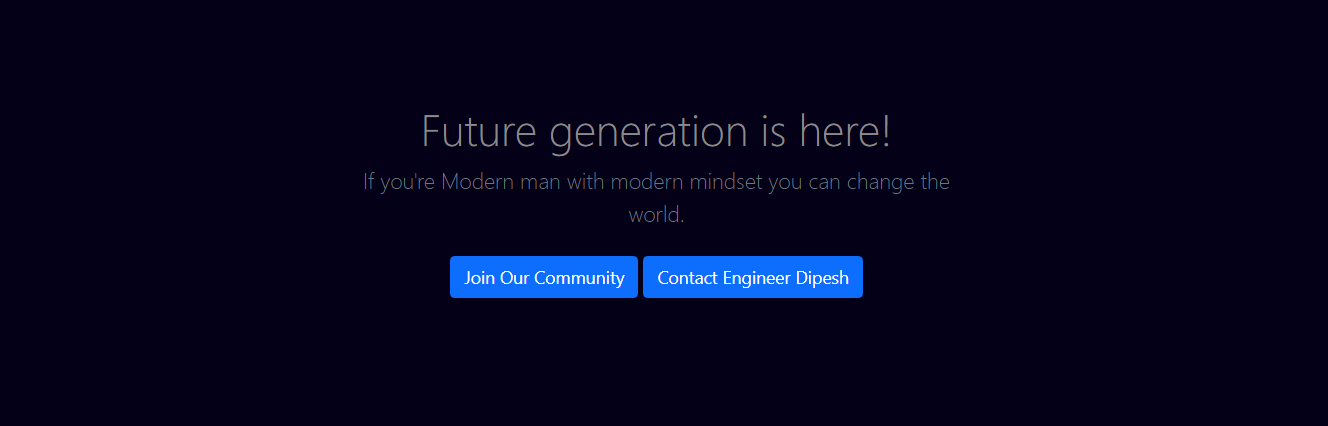 Future generation is here!
If you're Modern man with modern mindset you can change the
world.
Join Our Community Contact Engineer Dipesh